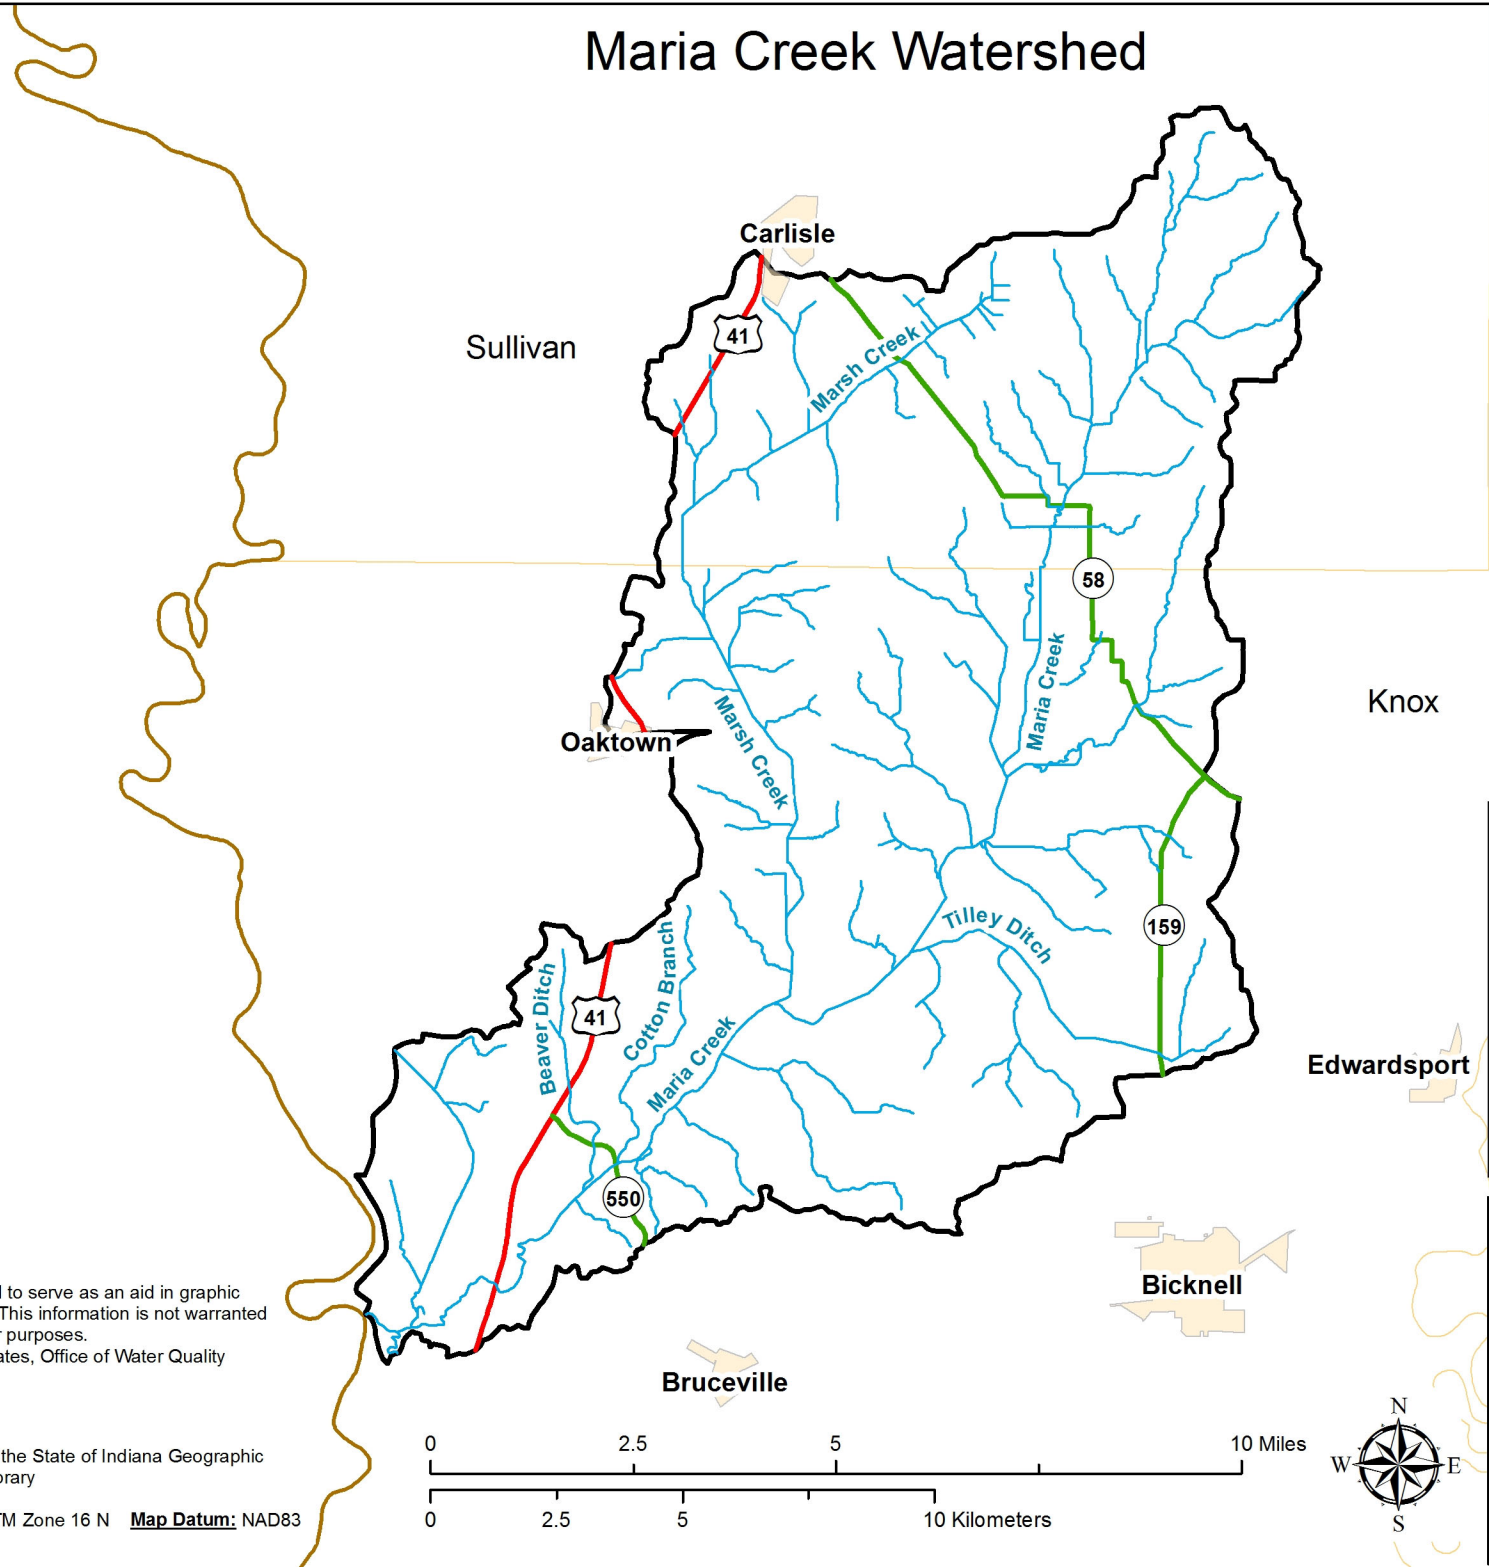 Maria Creek Watershed
Carlisle
41
Sullivan
Marsh Creek
58
Maria Creek
Knox
Marsh Creek
Oaktown
Tilley Ditch
159
Beaver Ditch
Cotton Branch
41
Maria Creek
Edwardsport
550
Bicknell
to serve as an aid in graphic
This information is not warranted
purposes.
Office of Water Quality
Bruceville
0 2.5 5 10 Miles
the State of Indiana Geographic
N
W E
S
Zone 16 N Map Datum: NAD83
0 2.5 5 10 Kilometers